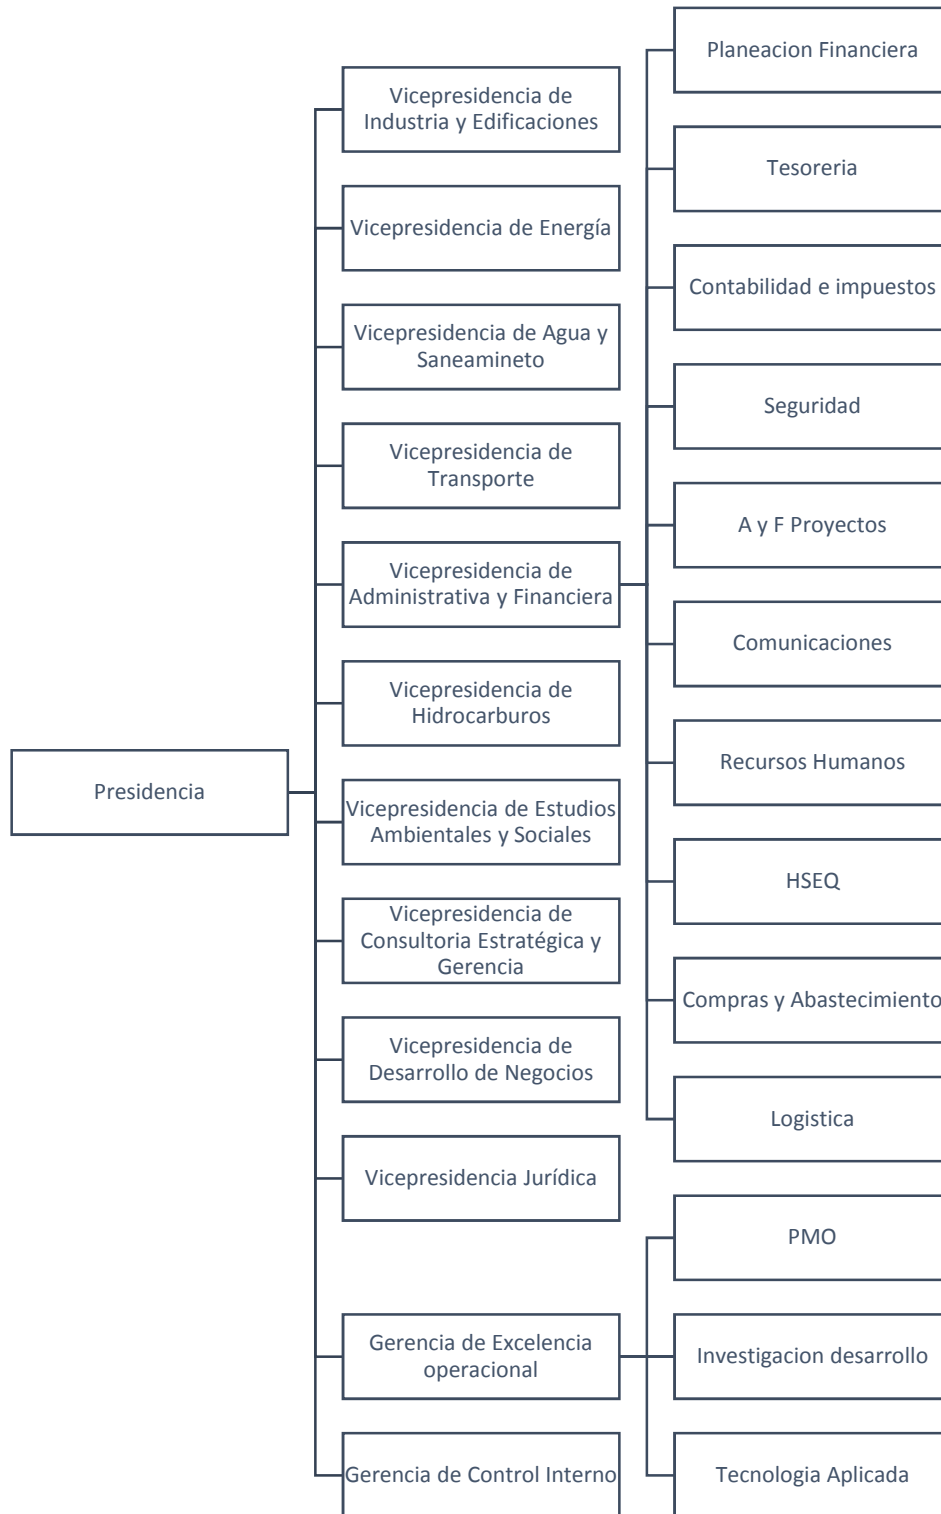 Presidencia
Vicepresidencia de
Industria y Edificaciones
Vicepresidencia de Energía
Vicepresidencia de Agua y
Saneamineto
Vicepresidencia de
Transporte
Vicepresidencia de
Administrativa y Financiera
Planeacion Financiera
Tesoreria
Contabilidad e impuestos
Seguridad
A y F Proyectos
Comunicaciones
Recursos Humanos
HSEQ
Compras y Abastecimiento
Logistica
Vicepresidencia de
Hidrocarburos
Vicepresidencia de Estudios
Ambientales y Sociales
Vicepresidencia de
Consultoria Estratégica y
Gerencia
Vicepresidencia de
Desarrollo de Negocios
Vicepresidencia Jurídica
Gerencia de Excelencia
operacional
PMO
Investigacion desarrollo
Tecnologia Aplicada
Gerencia de Control Interno